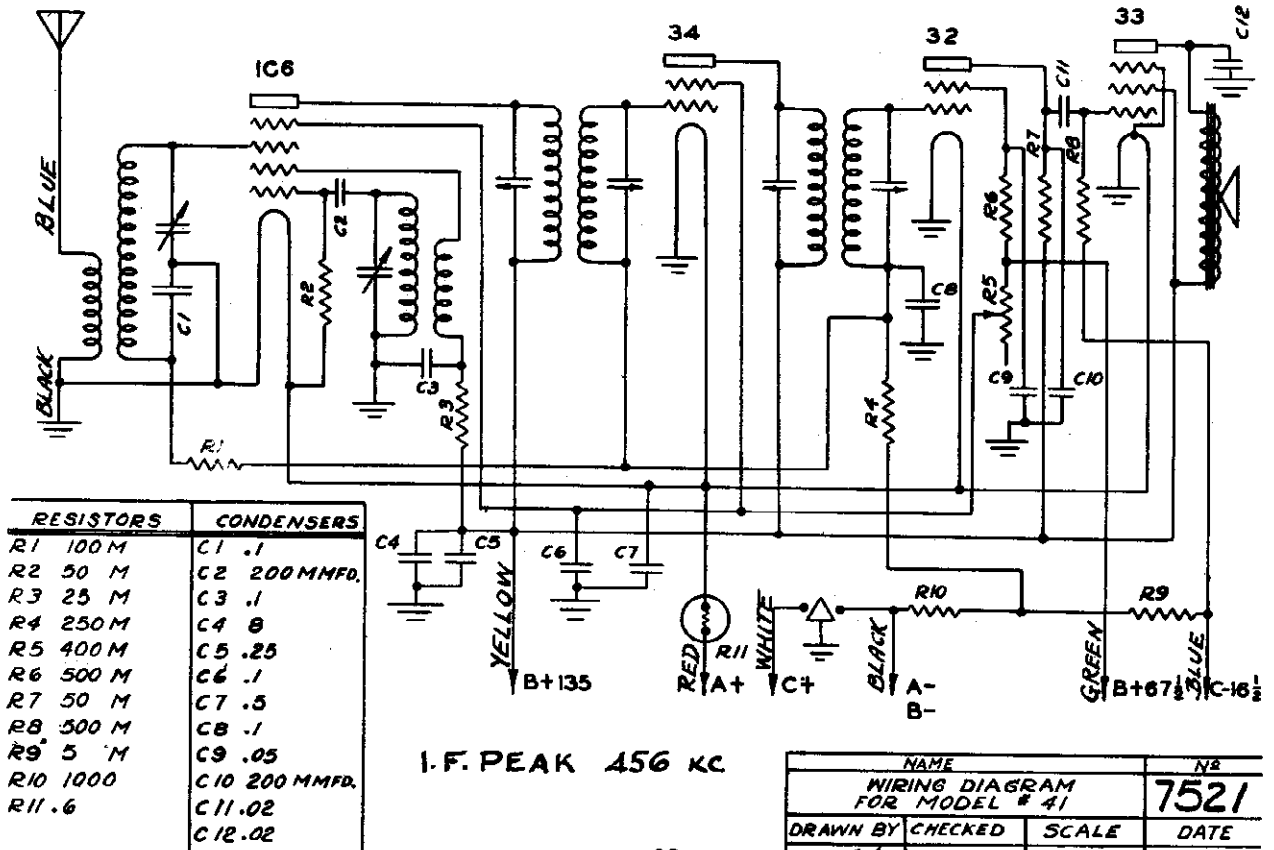 1C6
34
32
33
C12
C11
R7
R8
BLUE
C2
R6
R2
C8
R5
C1
BLACK
C3
R3
R4
C9
C10
R1
RESISTORS CONDENSERS
R1 100 M C1 .1
R2 50 M C2 200 MMFD.
R3 25 M C3 .1
R4 250 M C4 8
R5 400 M C5 .25
R6 500 M C6 .1
R7 50 M C7 .5
R8 500 M C8 .1
R9 5 M C9 .05
R10 1000 C10 200 MMFD.
R11 .6 C11 .02
C12 .02
C4
C5
C6
C7
R10
R9
YELLOW
RED
R11
WHITE
BLACK
GREEN
BLUE
B+135
A+
C+
A-
B-
B+67½
C-16½
I.F. PEAK 456 KC
NAME Nº
WIRING DIAGRAM
FOR MODEL # 41
7521
DRAWN BY CHECKED SCALE DATE